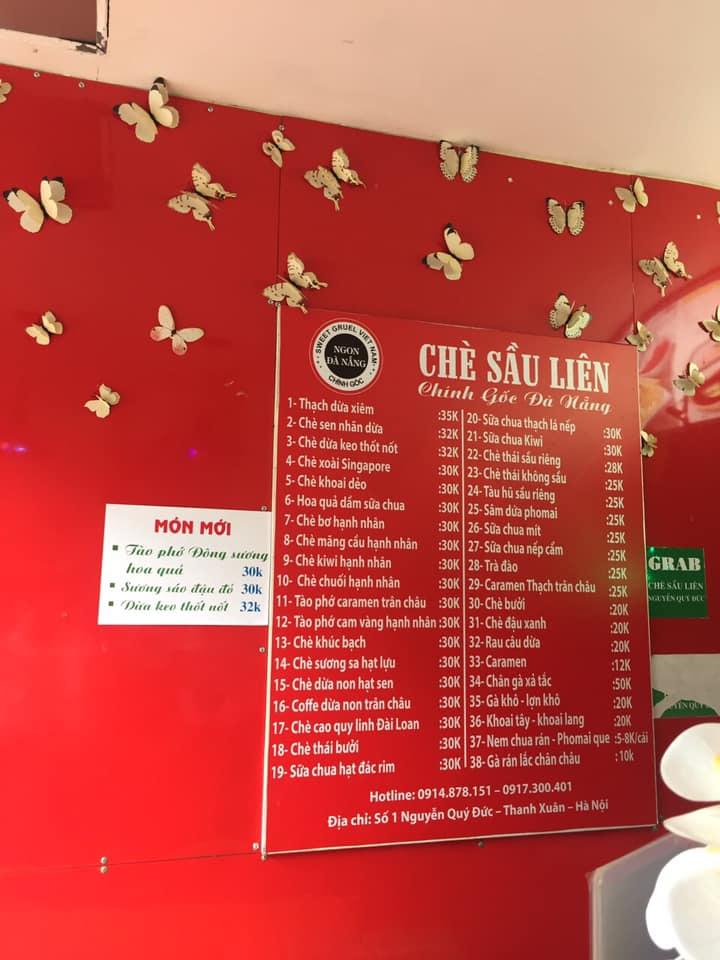 SWEET GRUEL VIET NAM
NGON
ĐÀ NẴNG
CHÍNH GỐC
CHÈ SẦU LIÊN
Chính Gốc Đà Nẵng
1- Thạch dừa xiêm :35K
2- Chè sen nhãn dừa :32K
3- Chè dừa keo thốt nốt :32K
4- Chè xoài Singapore :30K
5- Chè khoai dẻo :30K
6- Hoa quả dầm sữa chua :30K
7- Chè bơ hạnh nhân :30K
8- Chè măng cầu hạnh nhân :30K
9- Chè kiwi hạnh nhân :30K
10- Chè chuối hạnh nhân :30K
11- Tào phớ caramen trân châu :30K
12- Tào phớ cam vàng hạnh nhân :30K
13- Chè khúc bạch :30K
14- Chè sương sa hạt lựu :30K
15- Chè dừa non hạt sen :30K
16- Coffe dừa non trân châu :30K
17- Chè cao quy linh Đài Loan :30K
18- Chè thái bưởi :30K
19- Sữa chua hạt đác rim :30K
20- Sữa chua thạch lá nếp :30K
21- Sữa chua Kiwi :30K
22- Chè thái sầu riêng :28K
23- Chè thái không sầu :25K
24- Tàu hũ sầu riêng :25K
25- Sâm dứa phomai :25K
26- Sữa chua mít :25K
27- Sữa chua nếp cẩm :25K
28- Trà đào :25K
29- Caramen Thạch trân châu :25K
30- Chè bưởi :20K
31- Chè đậu xanh :20K
32- Rau câu dừa :20K
33- Caramen :12K
34- Chân gà xả tắc :50K
35- Gà khô - lợn khô :20K
36- Khoai tây - khoai lang :20K
37- Nem chua rán - Phomai que :5-8K/cái
38- Gà rán lắc chân châu :10k
Hotline: 0914.878.151 – 0917.300.401
Địa chỉ: Số 1 Nguyễn Quý Đức – Thanh Xuân – Hà Nội
MÓN MỚI
Tào phớ Đông sương
hoa quả 30k
Sương sáo đậu đỏ 30k
Dừa keo thốt nốt 32k
GRAB
CHÈ SẦU LIÊN
NGUYỄN QUÝ ĐỨC